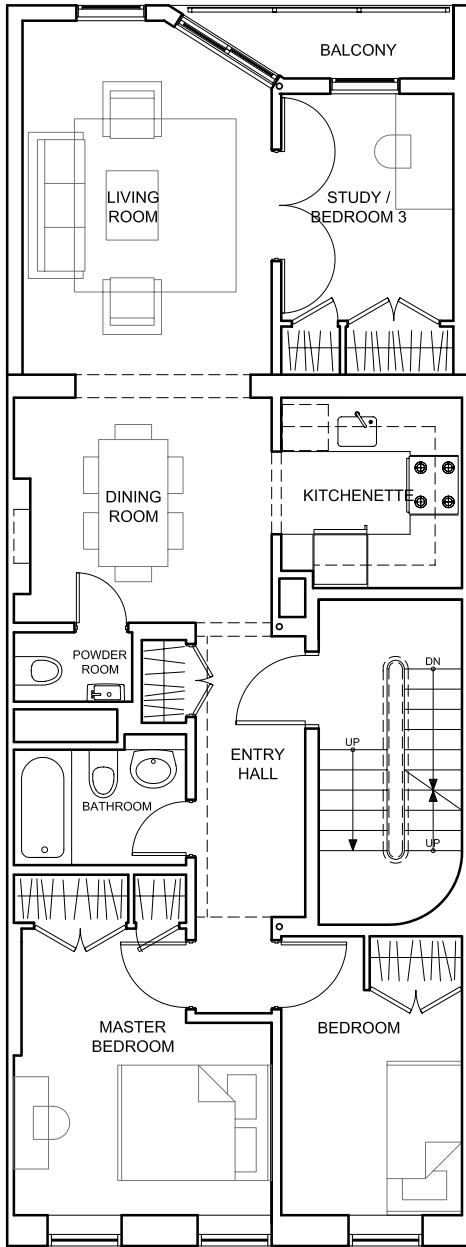 BALCONY
LIVING
ROOM
STUDY /
BEDROOM 3
DINING
ROOM
KITCHENETTE
POWDER
ROOM
DN
UP
ENTRY
HALL
BATHROOM
UP
MASTER
BEDROOM
BEDROOM